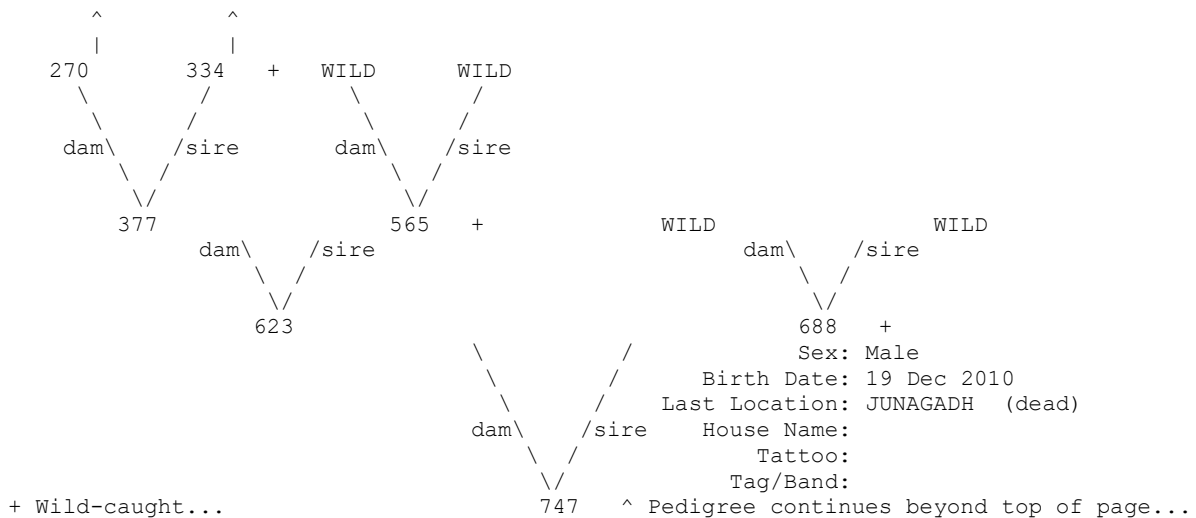 ^ ^
| |
270 334 + WILD WILD
\ / \ /
\ / \ /
dam\ /sire dam\ /sire
\ / \ /
\/ \/
377 565 + WILD WILD
dam\ /sire dam\ /sire
\ / \ /
\/ \/
623 688 +
\ / Sex: Male
\ / Birth Date: 19 Dec 2010
\ / Last Location: JUNAGADH (dead)
dam\ /sire House Name:
\ / Tattoo:
\/ Tag/Band:
+ Wild-caught... 747 ^ Pedigree continues beyond top of page...